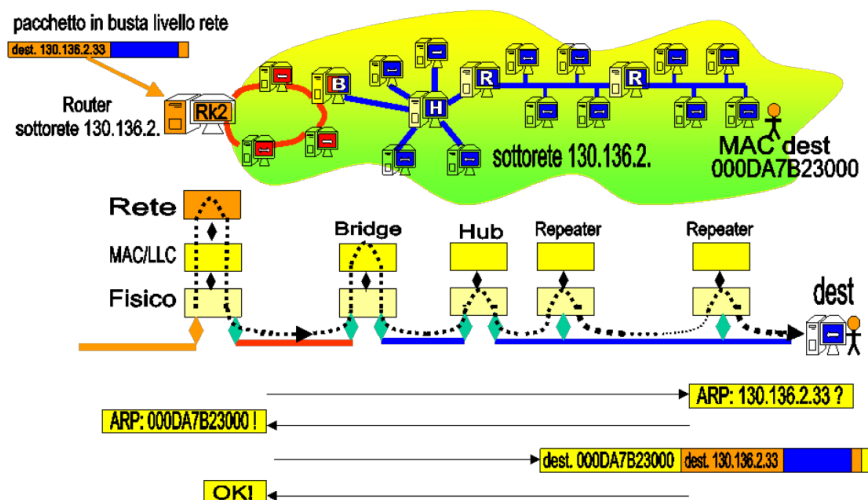 pacchetto in busta livello rete
dest. 130.136.2.33
Router
sottorete 130.136.2.
Rk2
B
H
R
R
sottorete 130.136.2.
MAC dest
000DA7B23000
Rete
MAC/LLC
Fisico
Bridge
Hub
Repeater
Repeater
dest
ARP: 130.136.2.33 ?
ARP: 000DA7B23000 !
dest. 000DA7B23000 dest. 130.136.2.33
OK!